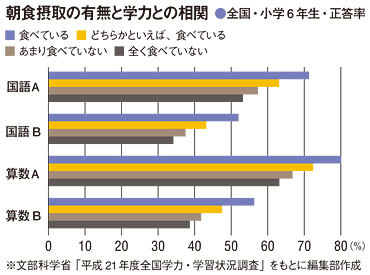 朝食摂取の有無と学力との相関 ●全国・小学6年生・正答率
食べている どちらかといえば、食べている
あまり食べていない 全く食べていない
国語A
国語B
算数A
算数B
0 10 20 30 40 50 60 70 80 (%)
※文部科学省「平成21年度全国学力・学習状況調査」をもとに編集部作成